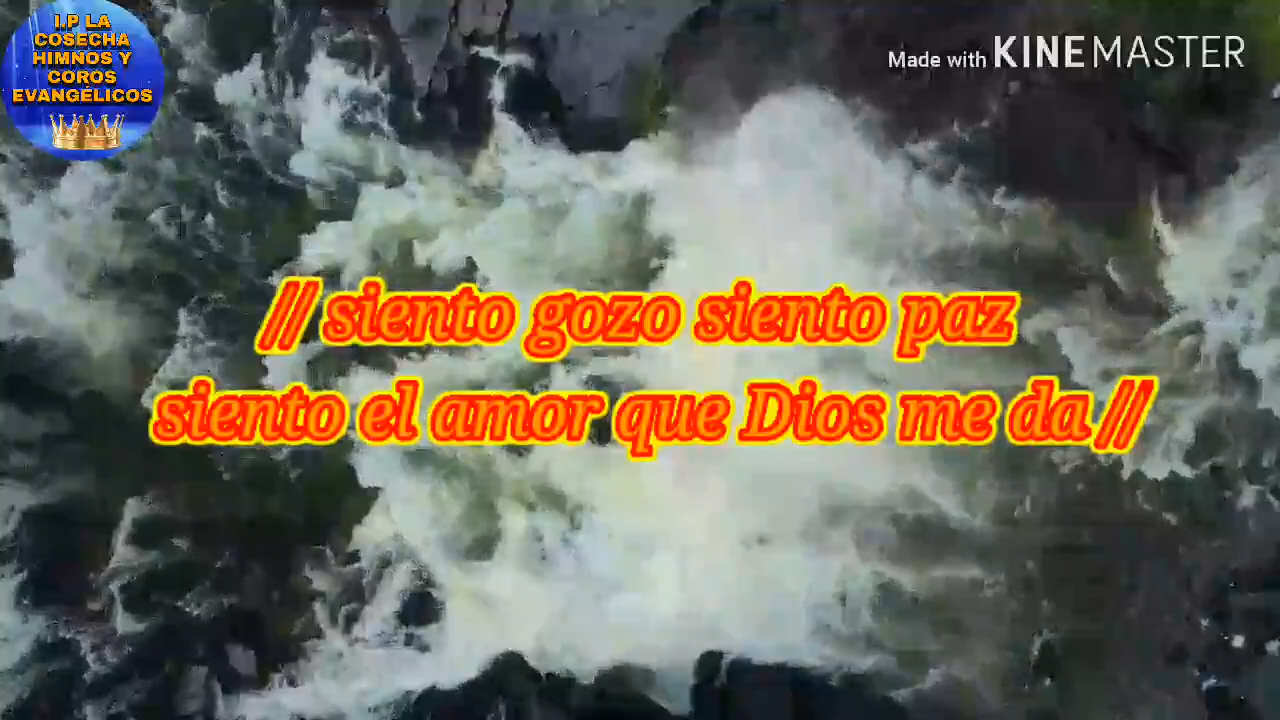 I.P LA
COSECHA
HIMNOS Y
COROS
EVANGÉLICOS
Made with KINEMASTER
// siento gozo siento paz
siento el amor que Dios me da //